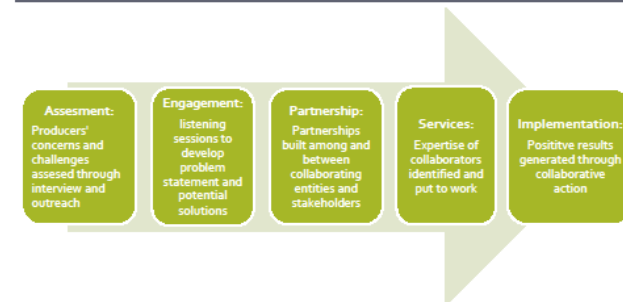 Assesment:
Producers'
concerns and
challenges
assesed through
interview and
outreach
Engagement:
listening
sessions to
develop
problem
statement and
potential
solutions
Partnership:
Partnerships
built among and
between
collaborating
entities and
stakeholders
Services:
Expertise of
collaborators
identified and
put to work
Implementation:
Posititve results
generated through
collaborative
action